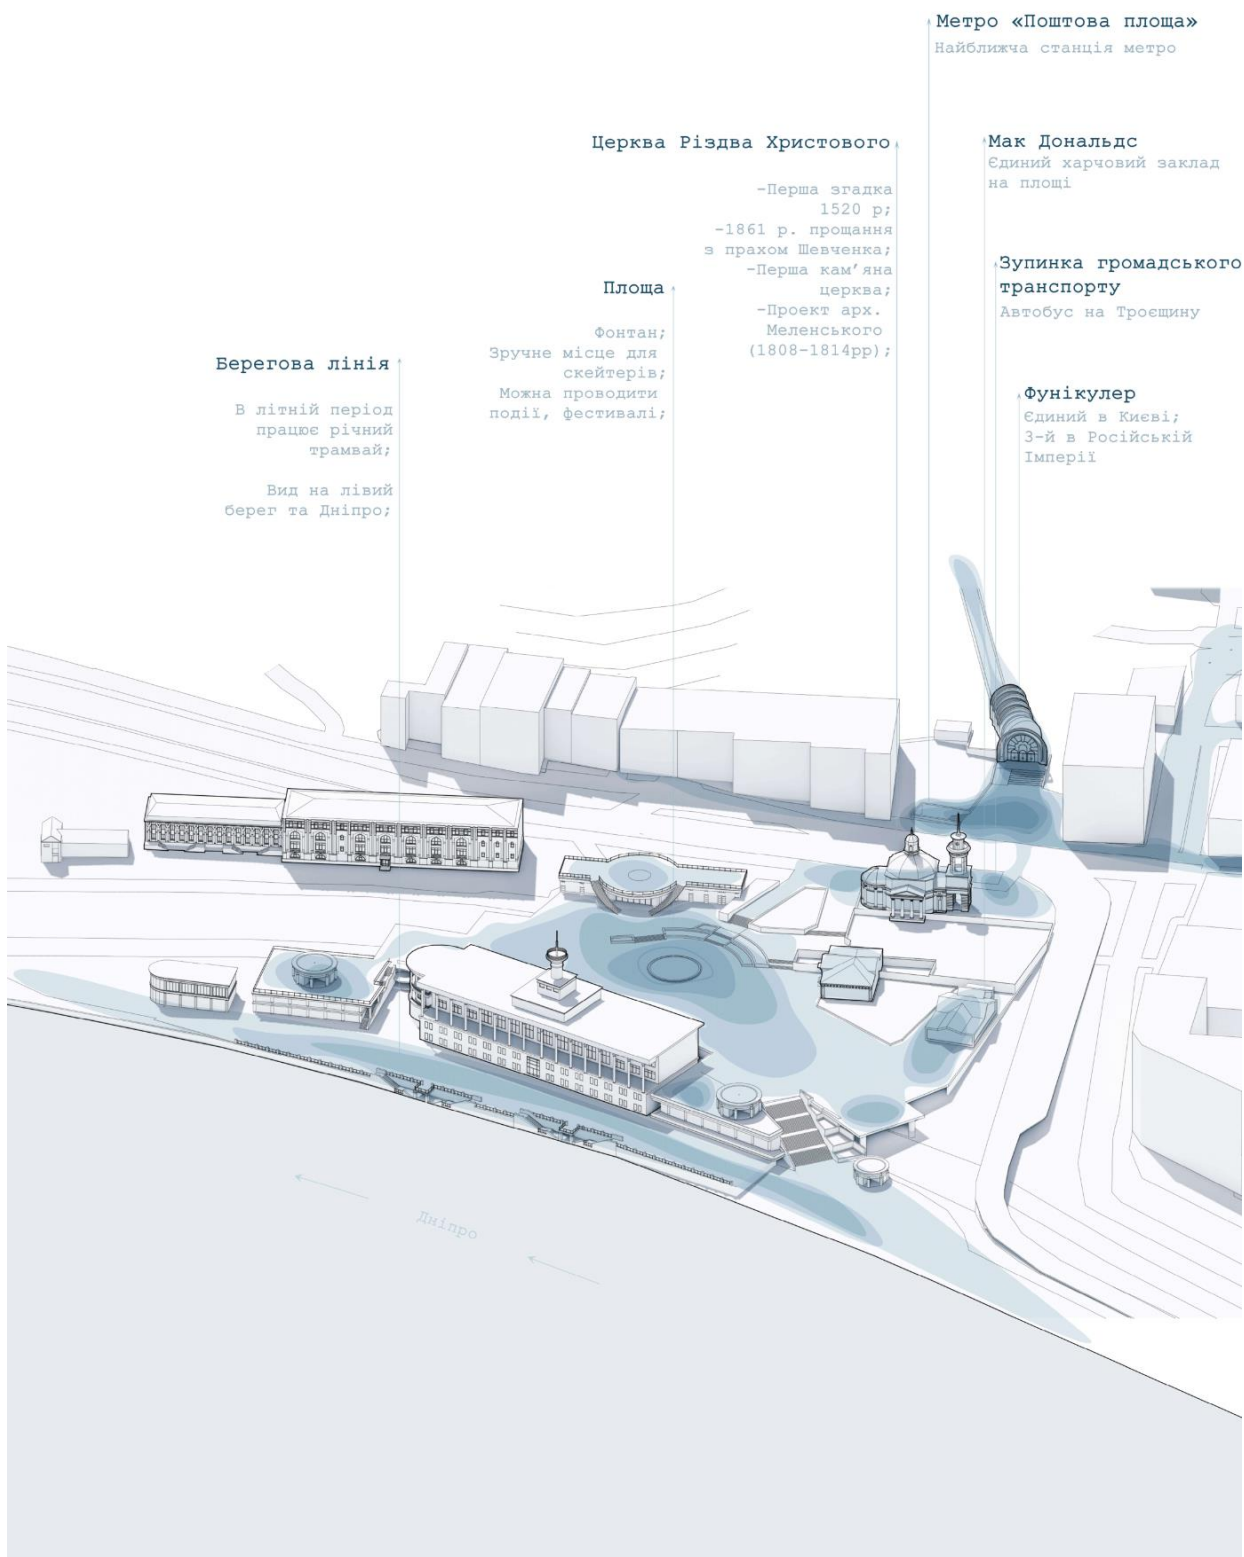 Метро «Поштова площа»
Найближча станція метро
Церква Різдва Христового
-Перша згадка
1520 р;
-1861 р. прощання
з прахом Шевченка;
-Перша кам’яна
церква;
-Проект арх.
Меленського
(1808-1814рр);
Мак Дональдс
Єдиний харчовий заклад
на площі
Зупинка громадського
транспорту
Автобус на Троєщину
Площа
Фонтан;
Зручне місце для
скейтерів;
Можна проводити
події, фестивалі;
Берегова лінія
В літній період
працює річний
трамвай;
Вид на лівий
берег та Дніпро;
Фунікулер
Єдиний в Києві;
3-й в Російській
Імперії
Дніпро